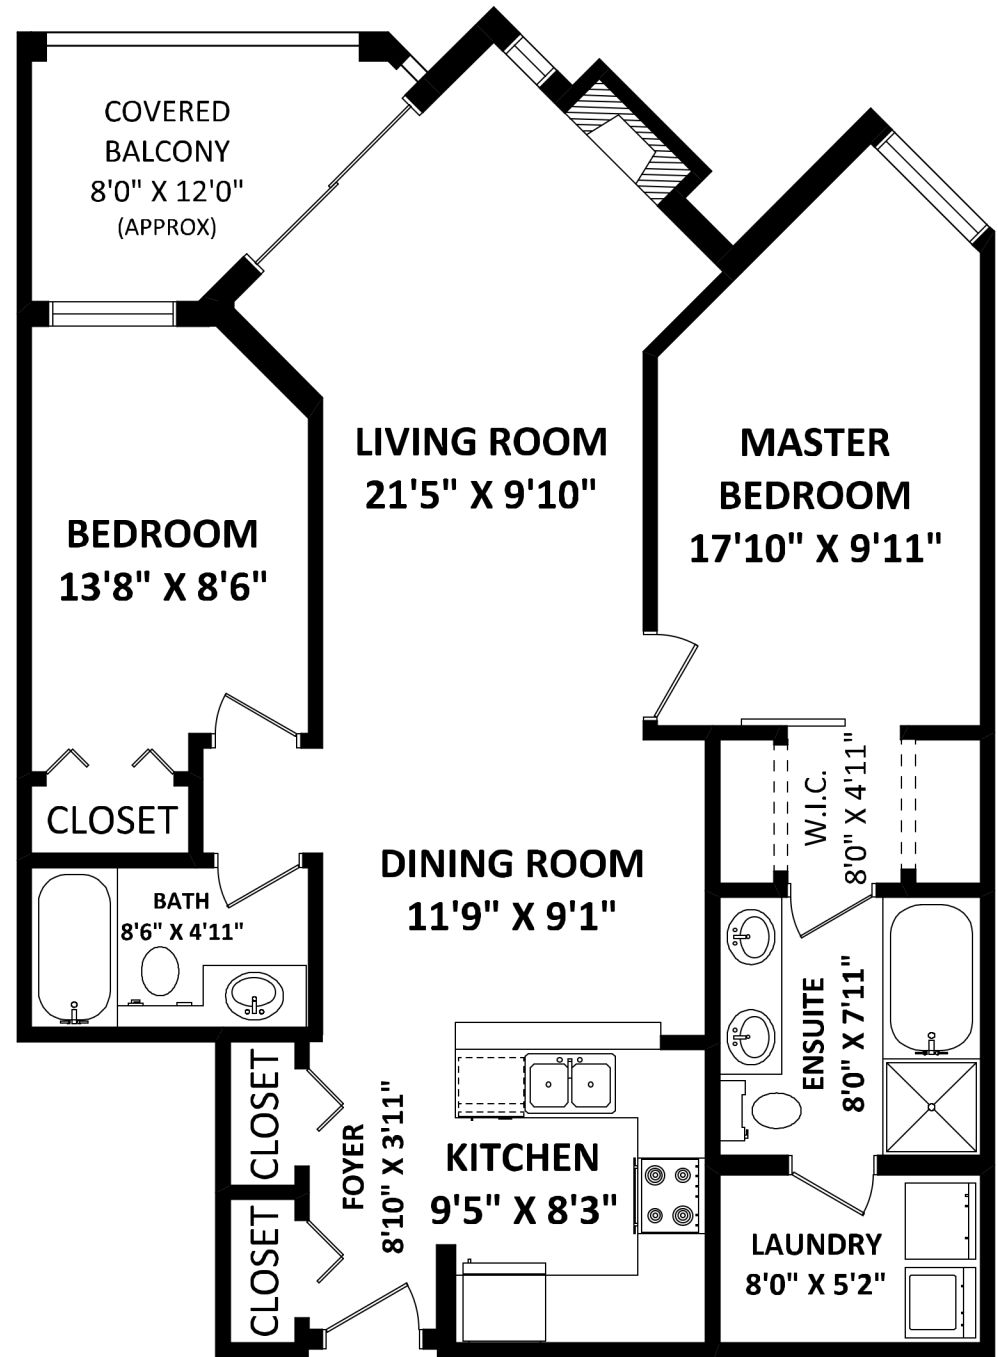 COVERED
BALCONY
8'0" X 12'0"
(APPROX)
LIVING ROOM
21'5" X 9'10"
MASTER
BEDROOM
17'10" X 9'11"
BEDROOM
13'8" X 8'6"
CLOSET
W.I.C.
8'0" X 4'11"
DINING ROOM
11'9" X 9'1"
BATH
8'6" X 4'11"
ENSUITE
8'0" X 7'11"
CLOSET
FOYER
8'10" X 3'11"
KITCHEN
9'5" X 8'3"
CLOSET
LAUNDRY
8'0" X 5'2"